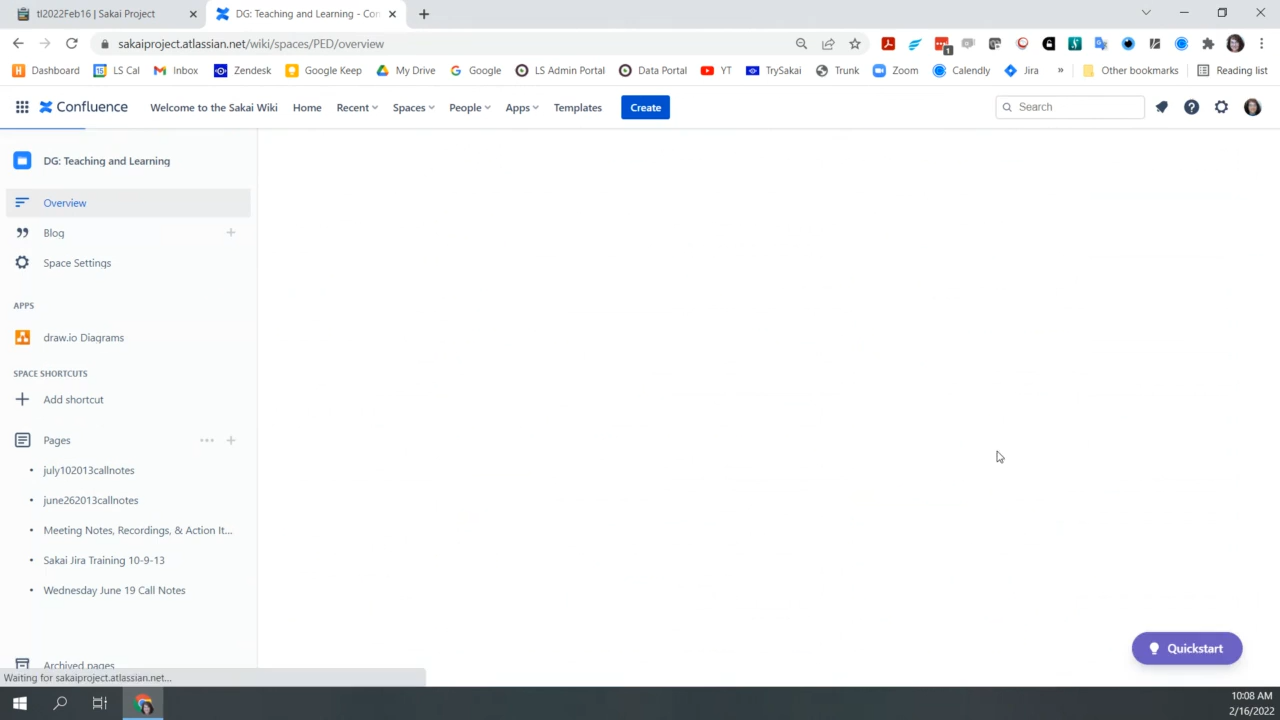 tl2022Feb16 | Sakai Project
DG: Teaching and Learning - Con
sakaiproject.atlassian.net/wiki/spaces/PED/overview
Dashboard LS Cal Inbox Zendesk Google Keep My Drive Google LS Admin Portal Data Portal YT TrySakai Trunk Zoom Calendly Jira » Other bookmarks Reading list
Confluence Welcome to the Sakai Wiki Home Recent Spaces People Apps Templates Create Search
DG: Teaching and Learning
Overview
Blog
Space Settings
APPS
draw.io Diagrams
SPACE SHORTCUTS
Add shortcut
Pages
july102013callnotes
june262013callnotes
Meeting Notes, Recordings, & Action It...
Sakai Jira Training 10-9-13
Wednesday June 19 Call Notes
Quickstart
Archived pages
Waiting for sakaiproject.atlassian.net...
10:08 AM
2/16/2022